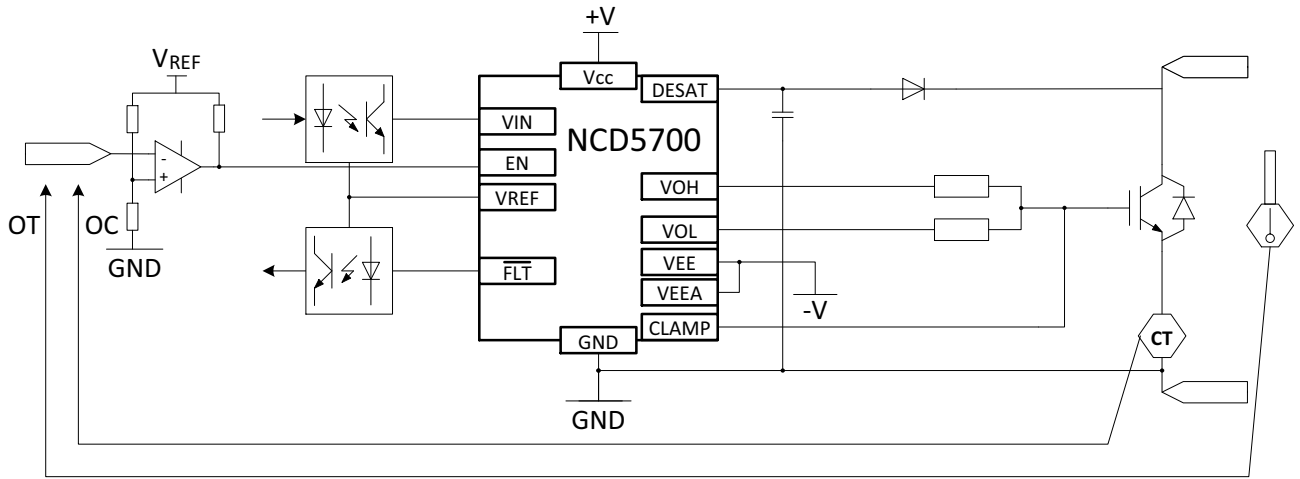 +V
VREF
Vcc
DESAT
VIN
NCD5700
EN
VREF
VOH
-
+
OT
OC
GND
VOL
VEE
FLT
VEEA
-V
CLAMP
GND
CT
GND